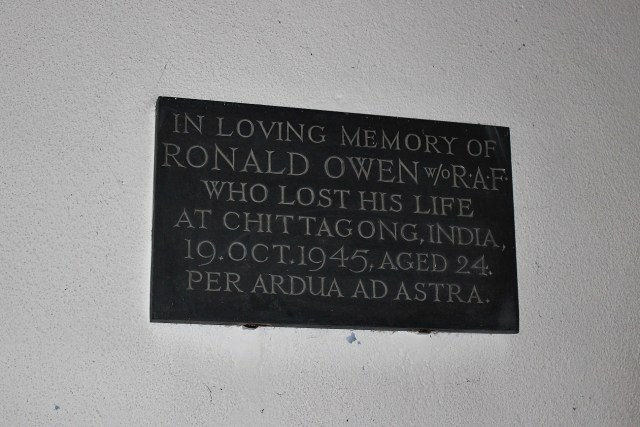 IN LOVING MEMORY OF
RONALD OWEN W/O R·A·F·
WHO LOST HIS LIFE
AT CHITTAGONG, INDIA,
19. OCT. 1945, AGED 24.
PER ARDUA AD ASTRA.